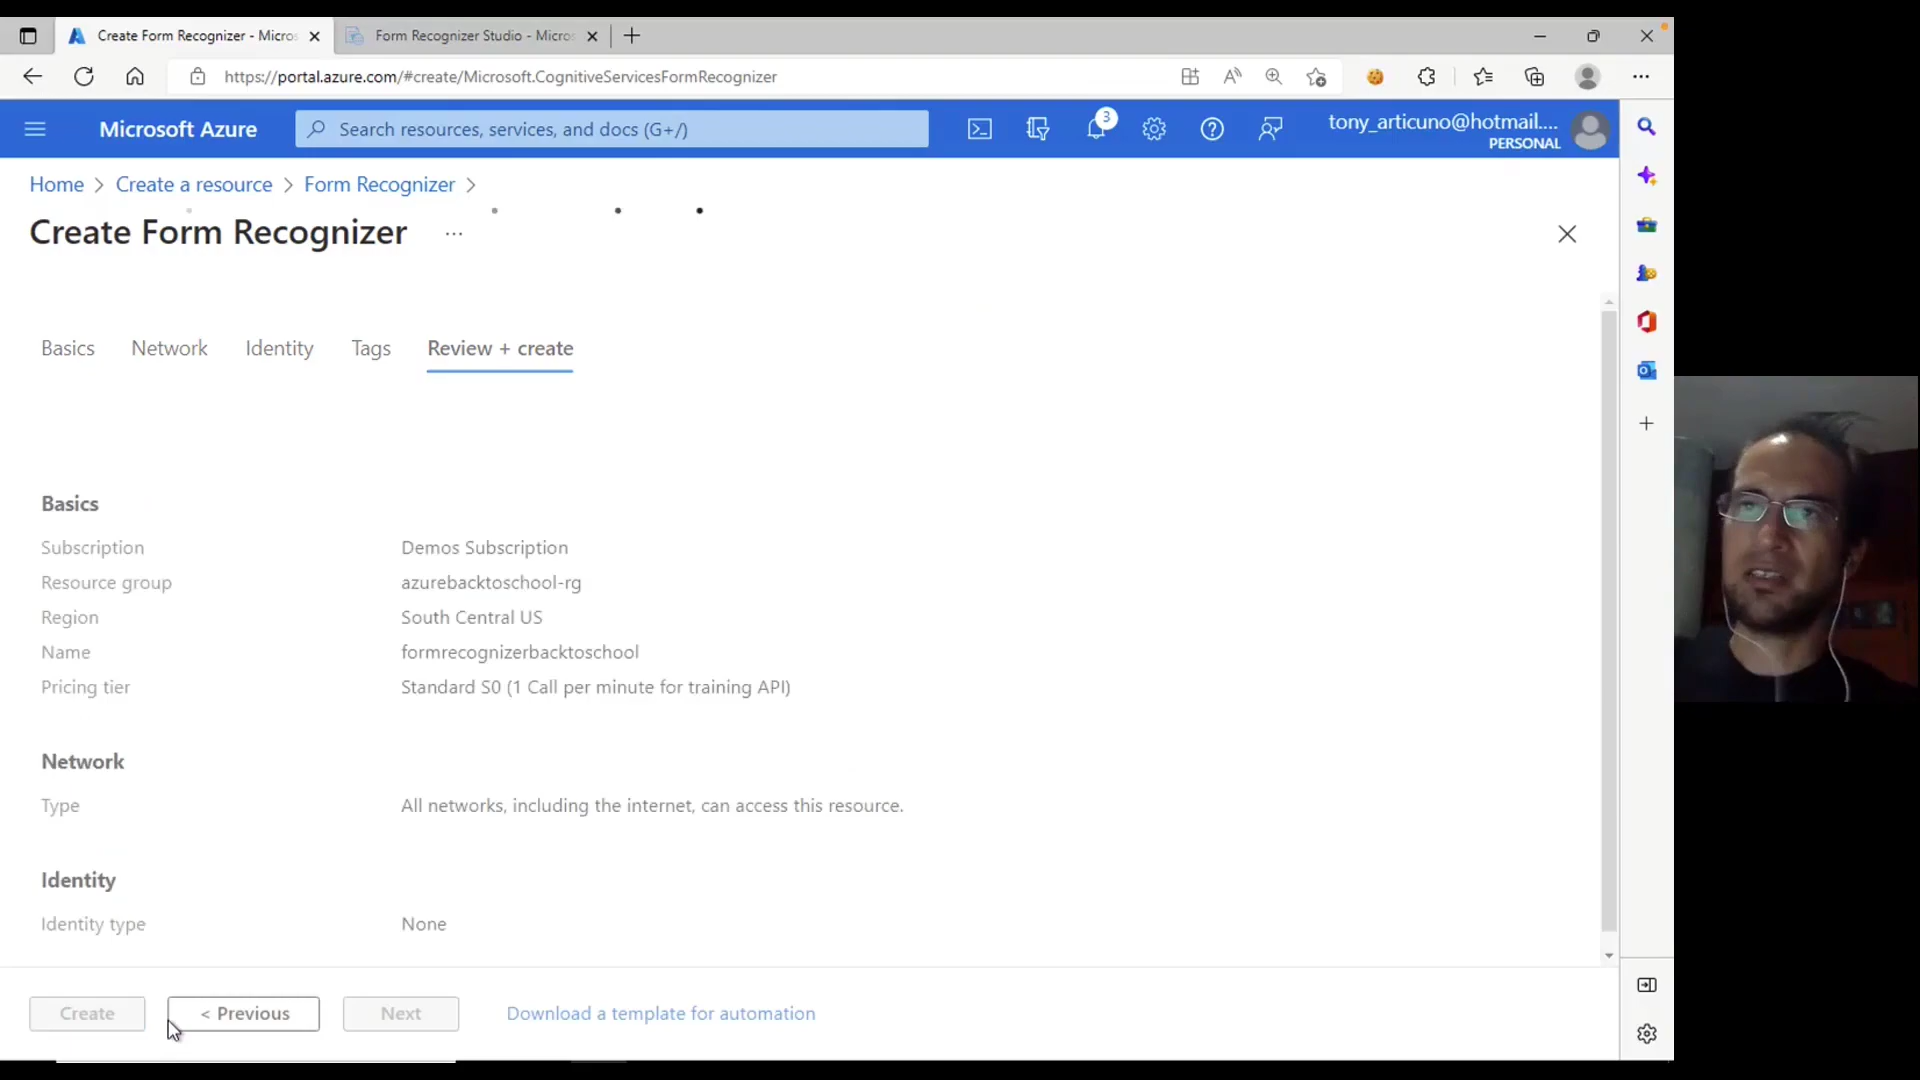 Create Form Recognizer - Micros
Form Recognizer Studio - Micros
https://portal.azure.com/#create/Microsoft.CognitiveServicesFormRecognizer
Microsoft Azure
Search resources, services, and docs (G+/)
3
tony_articuno@hotmail....
PERSONAL
Home > Create a resource > Form Recognizer >
Create Form Recognizer ...
Basics
Network
Identity
Tags
Review + create
Basics
Subscription Demos Subscription
Resource group azurebacktoschool-rg
Region South Central US
Name formrecognizerbacktoschool
Pricing tier Standard S0 (1 Call per minute for training API)
Network
Type All networks, including the internet, can access this resource.
Identity
Identity type None
Create
< Previous
Next
Download a template for automation